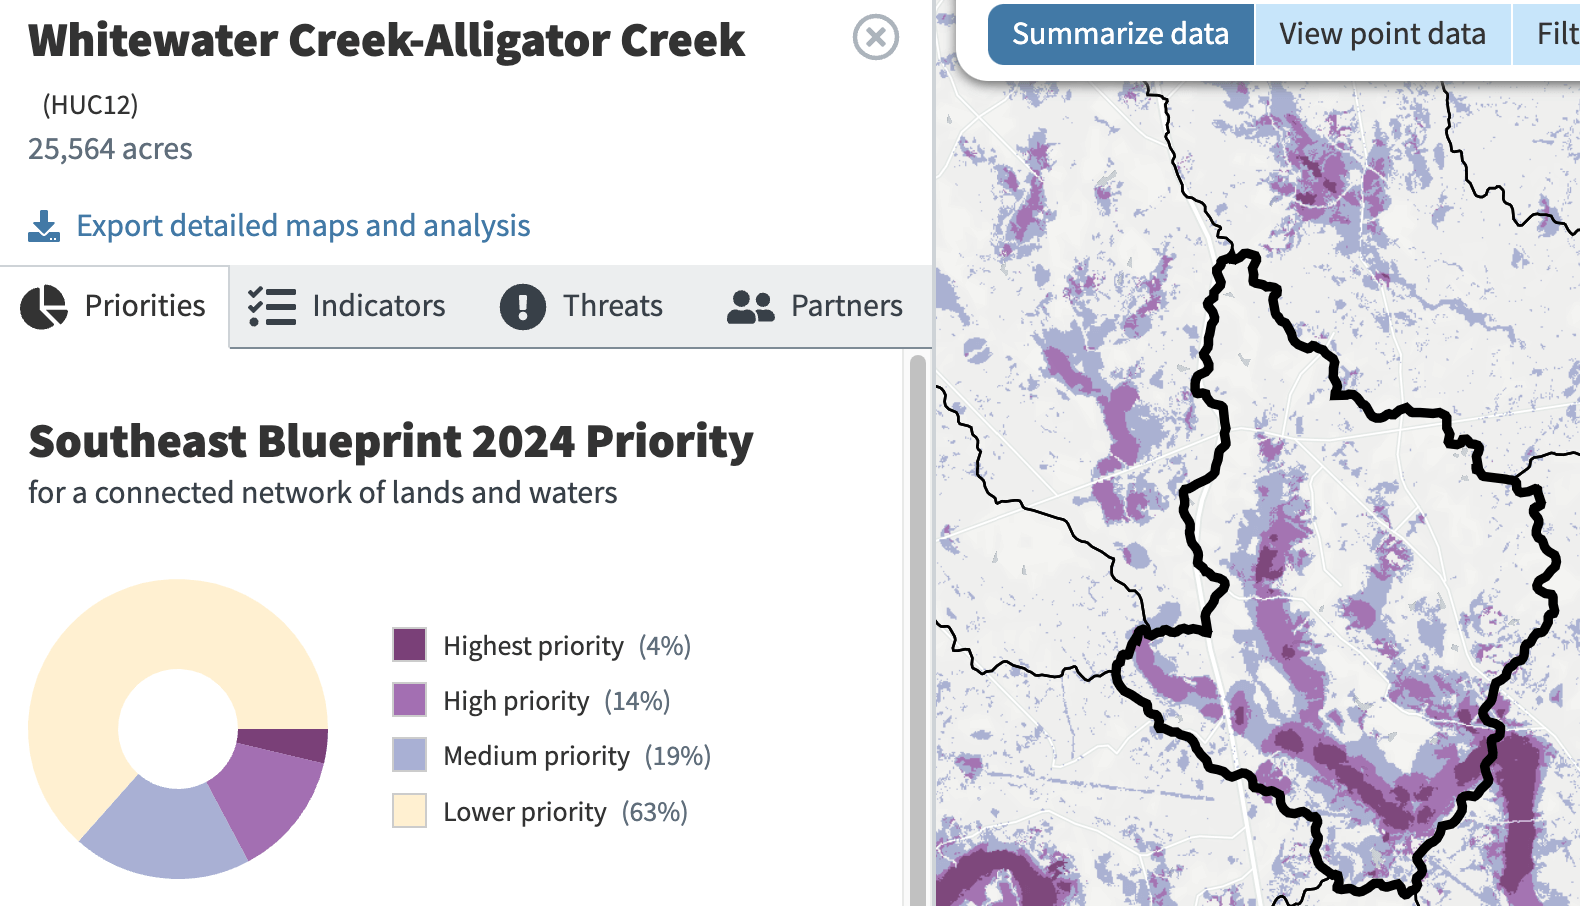 Whitewater Creek-Alligator Creek
(HUC12)
25,564 acres
Export detailed maps and analysis
Priorities
Indicators
Threats
Partners
Southeast Blueprint 2024 Priority
for a connected network of lands and waters
Highest priority (4%)
High priority (14%)
Medium priority (19%)
Lower priority (63%)
Summarize data
View point data
Filt